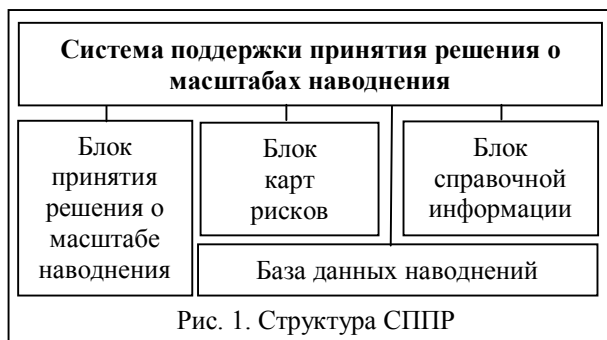 Система поддержки принятия решения о
масштабах наводнения
Блок
принятия
решения о
масштабе
наводнения
Блок
карт
рисков
Блок
справочной
информации
База данных наводнений
Рис. 1. Структура СППР